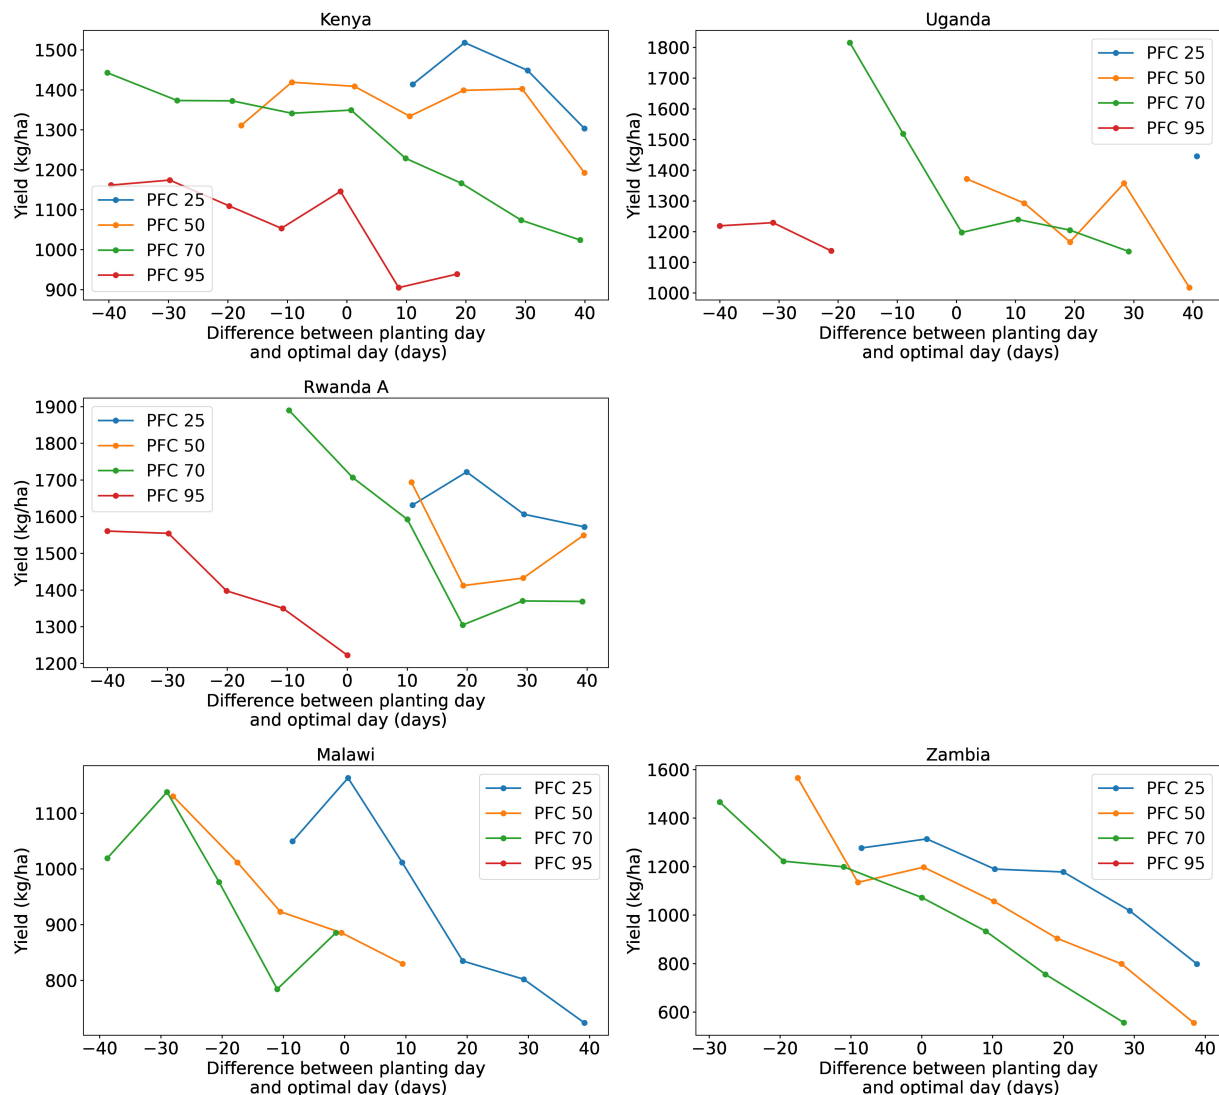 Kenya
Yield (kg/ha)
1500
1400
1300
1200
1100
1000
900
PFC 25
PFC 50
PFC 70
PFC 95
−40 −30 −20 −10 0 10 20 30 40
Difference between planting day
and optimal day (days)
Uganda
Yield (kg/ha)
1800
1700
1600
1500
1400
1300
1200
1100
1000
PFC 25
PFC 50
PFC 70
PFC 95
−40 −30 −20 −10 0 10 20 30 40
Difference between planting day
and optimal day (days)
Rwanda A
Yield (kg/ha)
1900
1800
1700
1600
1500
1400
1300
1200
PFC 25
PFC 50
PFC 70
PFC 95
−40 −30 −20 −10 0 10 20 30 40
Difference between planting day
and optimal day (days)
Malawi
Yield (kg/ha)
1100
1000
900
800
PFC 25
PFC 50
PFC 70
PFC 95
−40 −30 −20 −10 0 10 20 30 40
Difference between planting day
and optimal day (days)
Zambia
Yield (kg/ha)
1600
1400
1200
1000
800
600
PFC 25
PFC 50
PFC 70
PFC 95
−30 −20 −10 0 10 20 30 40
Difference between planting day
and optimal day (days)